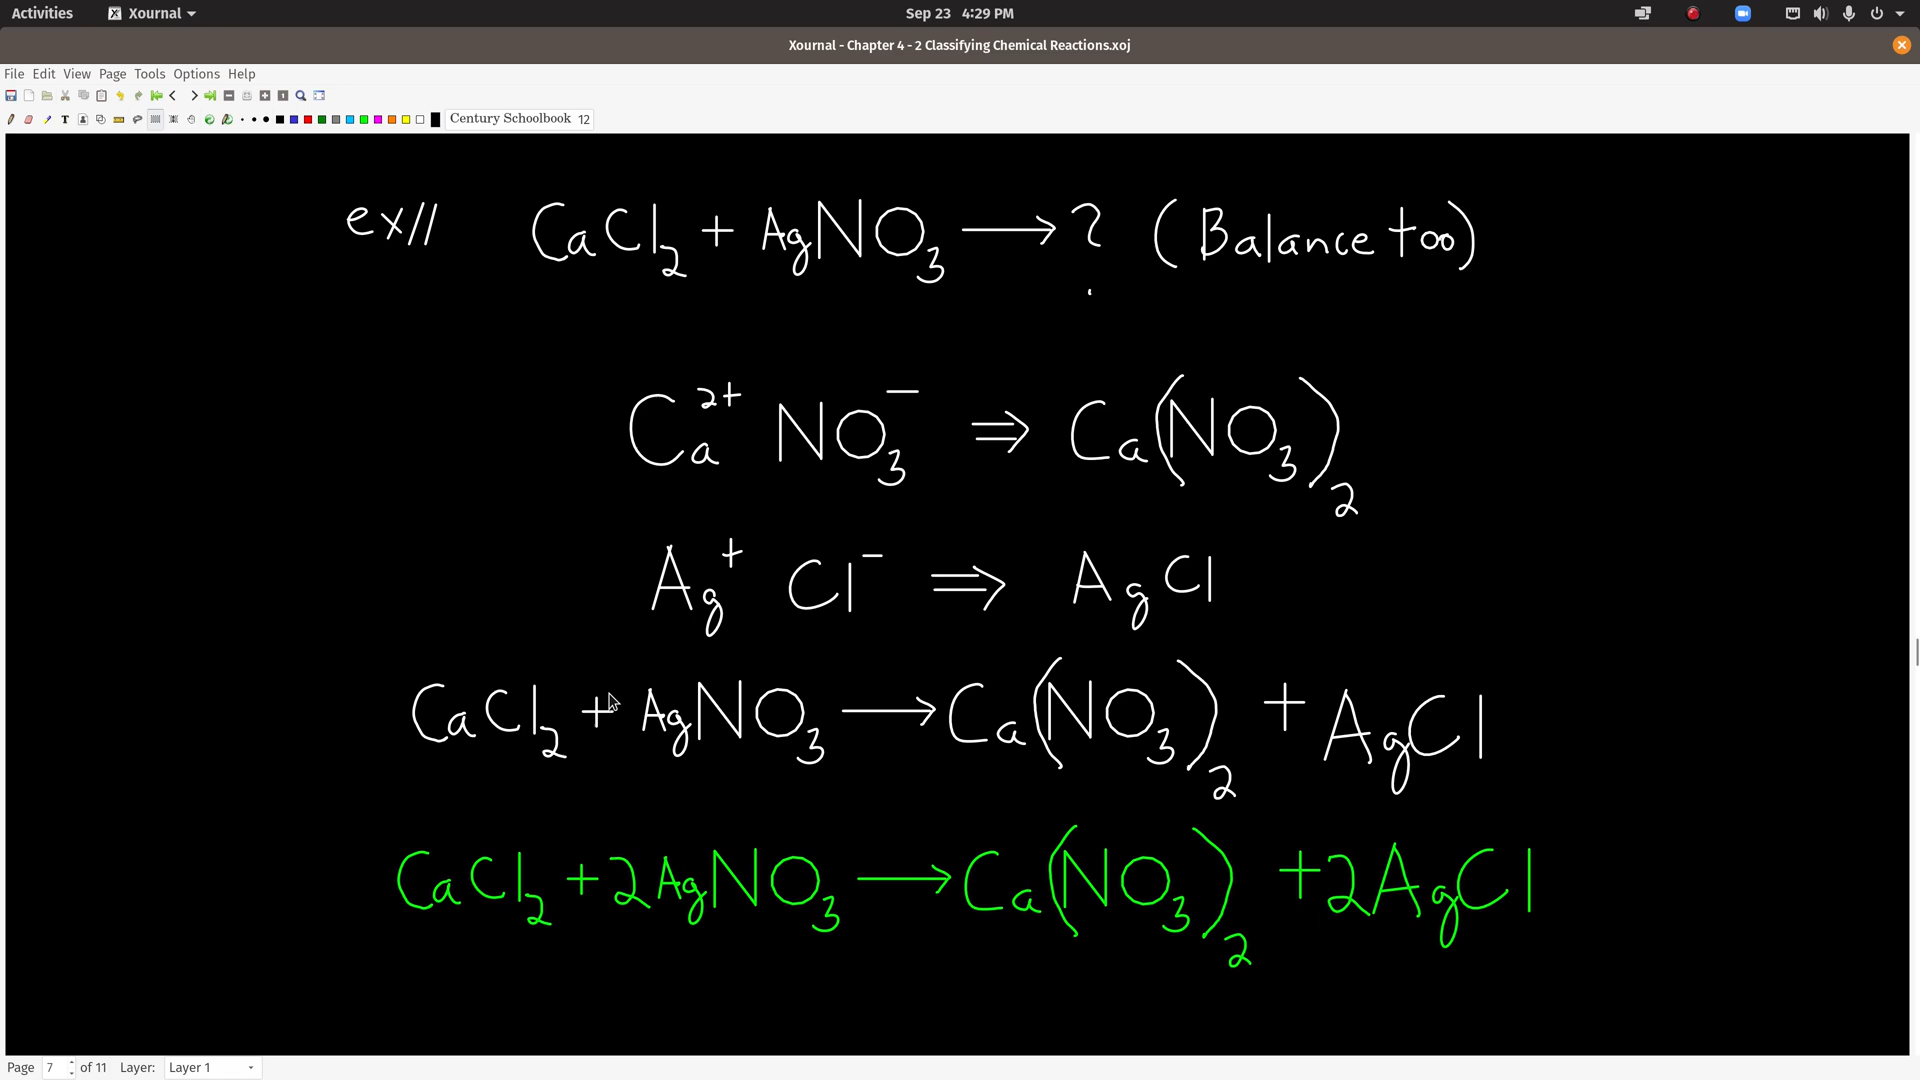 Activities Xournal Sep 23 4:29 PM
Xournal - Chapter 4 - 2 Classifying Chemical Reactions.xoj
File Edit View Page Tools Options Help
Century Schoolbook 12
ex// CaCl₂ + AgNO₃ ⟶ ? (Balance too)
Ca²⁺ NO₃⁻ ⇒ Ca(NO₃)₂
Ag⁺ Cl⁻ ⇒ AgCl
CaCl₂ + AgNO₃ ⟶ Ca(NO₃)₂ + AgCl
CaCl₂ + 2AgNO₃ ⟶ Ca(NO₃)₂ + 2AgCl
Page 7 of 11 Layer: Layer 1